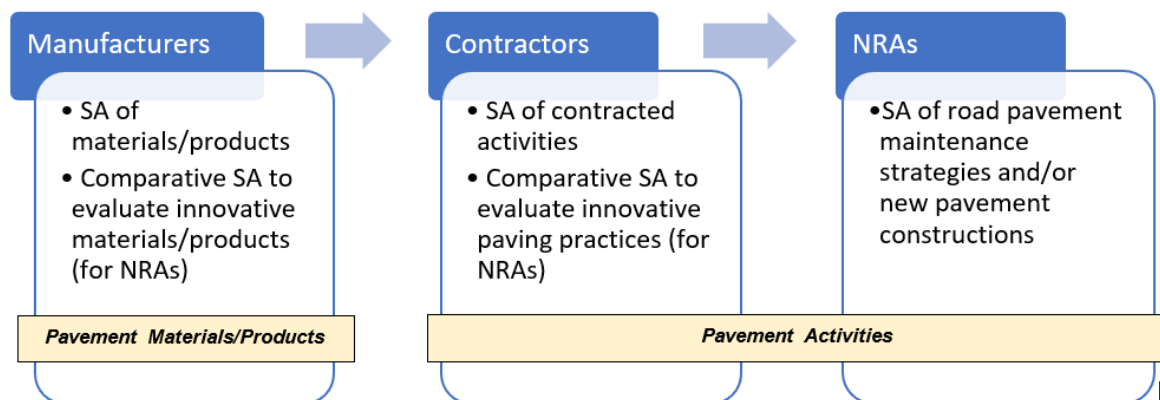 Manufacturers
• SA of
materials/products
• Comparative SA to
evaluate innovative
materials/products
(for NRAs)
Contractors
• SA of contracted
activities
• Comparative SA to
evaluate innovative
paving practices (for
NRAs)
NRAs
•SA of road pavement
maintenance
strategies and/or
new pavement
constructions
Pavement Materials/Products
Pavement Activities